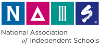 NAIS
National Association
of Independent Schools